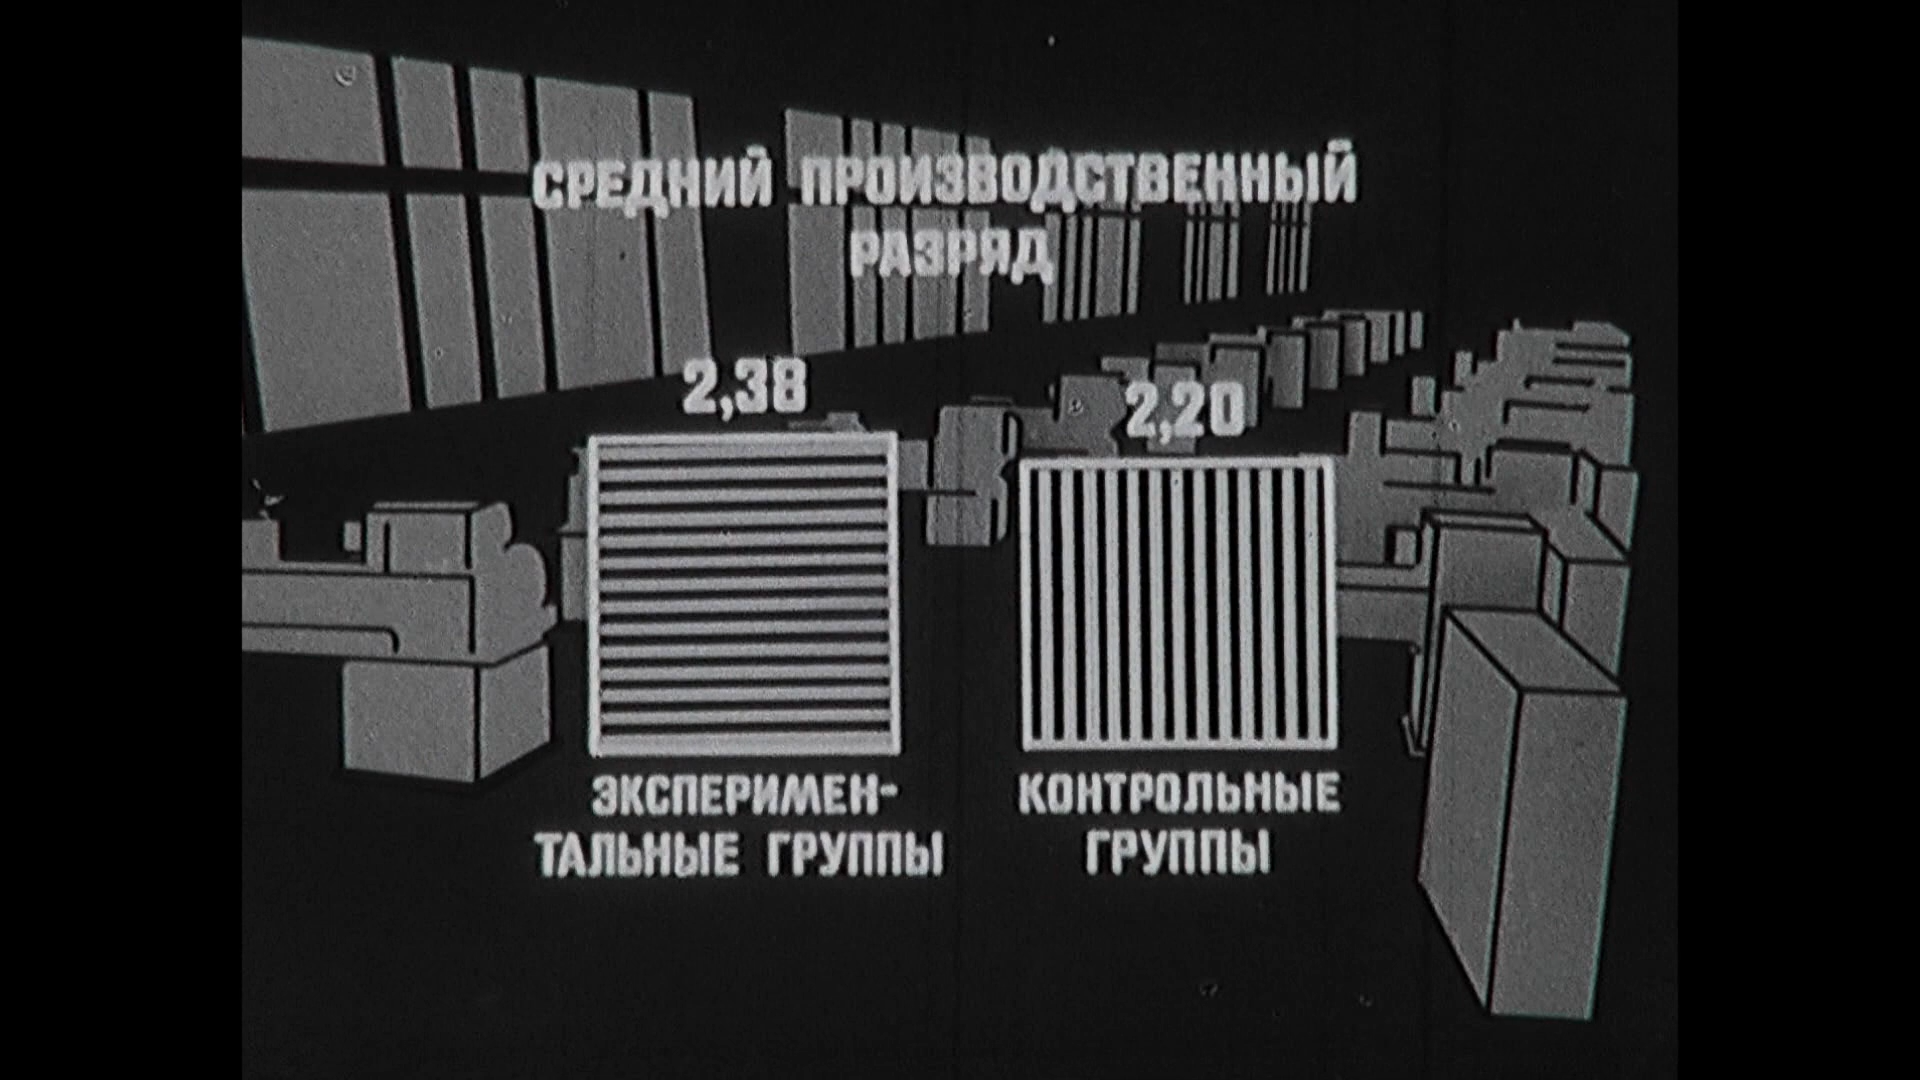 СРЕДНИЙ ПРОИЗВОДСТВЕННЫЙ
РАЗРЯД
2,38
2,20
ЭКСПЕРИМЕН-
ТАЛЬНЫЕ ГРУППЫ
КОНТРОЛЬНЫЕ
ГРУППЫ